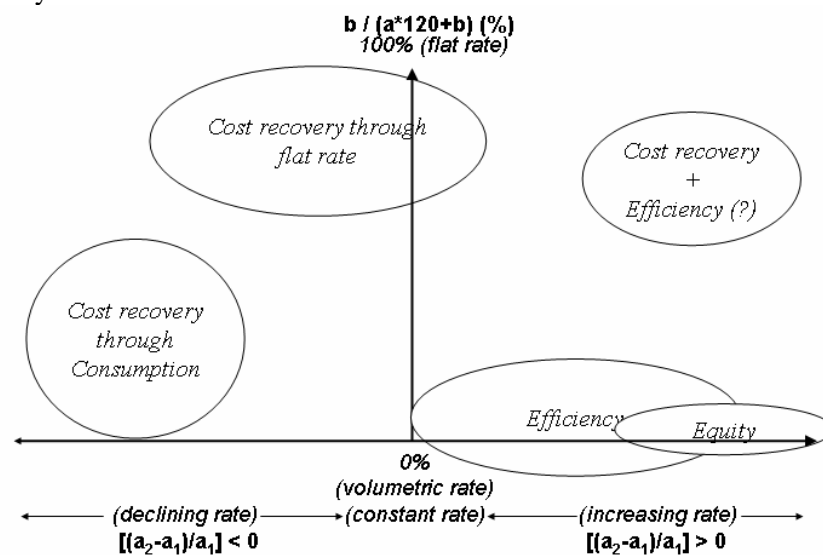 b / (a*120+b) (%)
100% (flat rate)
Cost recovery through
flat rate
Cost recovery
+
Efficiency (?)
Cost recovery
through
Consumption
Efficiency
Equity
0%
(volumetric rate)
(declining rate) (constant rate) (increasing rate)
[(a₂-a₁)/a₁] < 0 [(a₂-a₁)/a₁] > 0